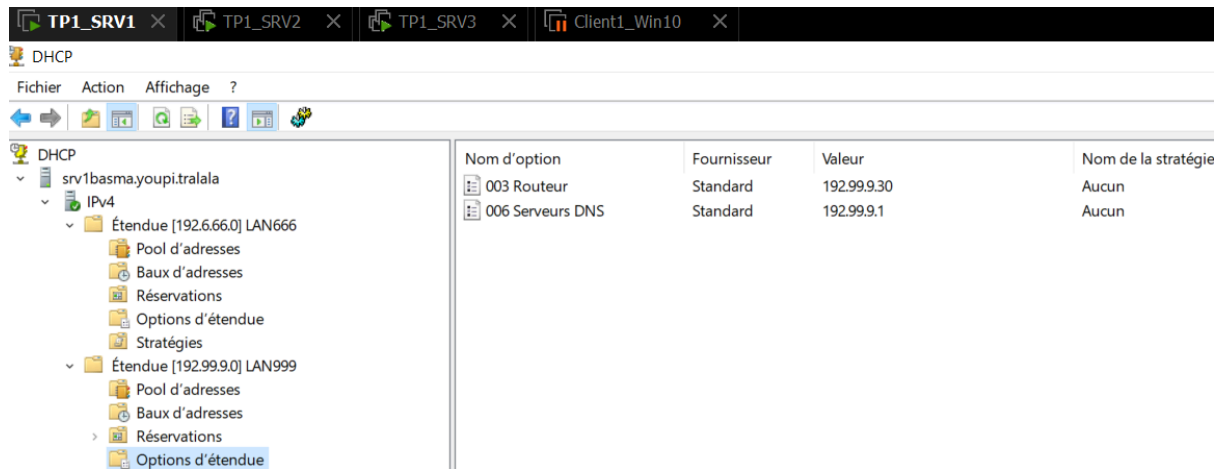 TP1_SRV1 TP1_SRV2 TP1_SRV3 Client1_Win10
DHCP
Fichier Action Affichage ?
DHCP
srv1basma.youpi.tralala
IPv4
Étendue [192.6.66.0] LAN666
Pool d'adresses
Baux d'adresses
Réservations
Options d'étendue
Stratégies
Étendue [192.99.9.0] LAN999
Pool d'adresses
Baux d'adresses
Réservations
Options d'étendue
Nom d'option Fournisseur Valeur Nom de la stratégie
003 Routeur Standard 192.99.9.30 Aucun
006 Serveurs DNS Standard 192.99.9.1 Aucun